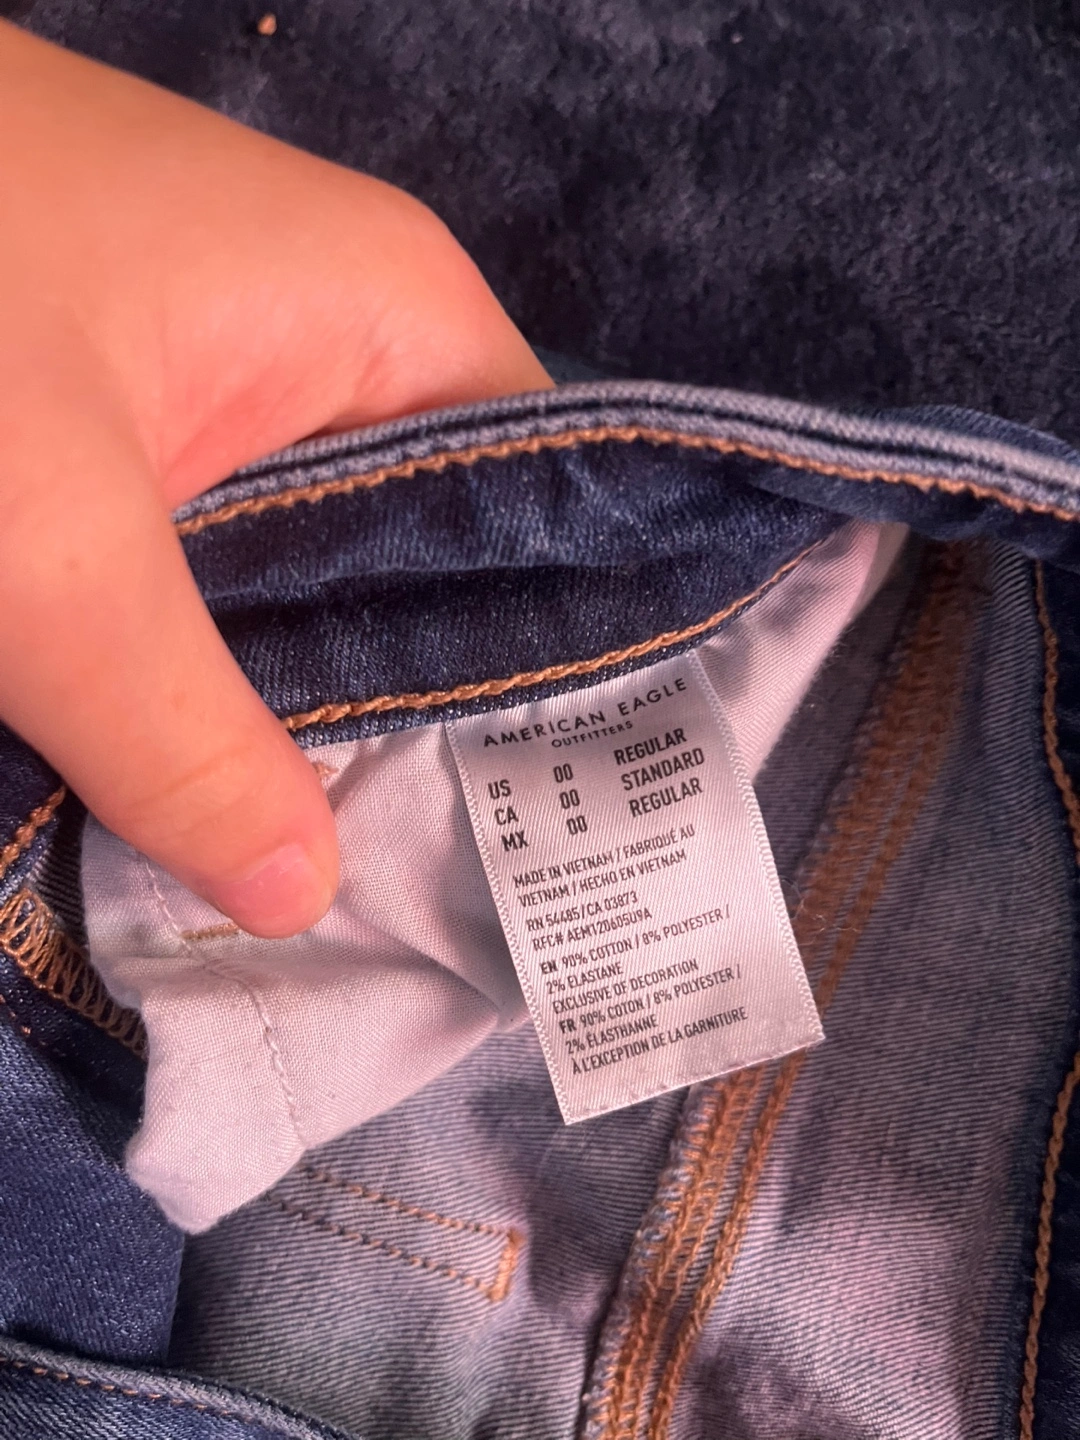 AMERICAN EAGLE
OUTFITTERS
US 00 REGULAR
CA 00 STANDARD
MX 00 REGULAR
MADE IN VIETNAM / FABRIQUÉ AU
VIETNAM / HECHO EN VIETNAM
RN 54485/CA 03873
RFC# AEM120605U9A
EN 90% COTTON / 8% POLYESTER /
2% ELASTANE
EXCLUSIVE OF DECORATION
FR 90% COTON / 8% POLYESTER /
2% ÉLASTHANNE
À L'EXCEPTION DE LA GARNITURE